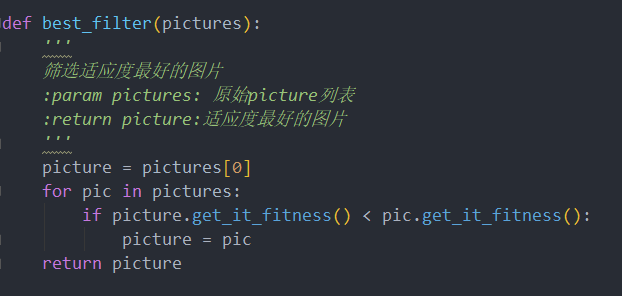 def best_filter(pictures):
    '''
    筛选适应度最好的图片
    :param pictures: 原始picture列表
    :return picture:适应度最好的图片
    '''
    picture = pictures[0]
    for pic in pictures:
        if picture.get_it_fitness() < pic.get_it_fitness():
            picture = pic
    return picture